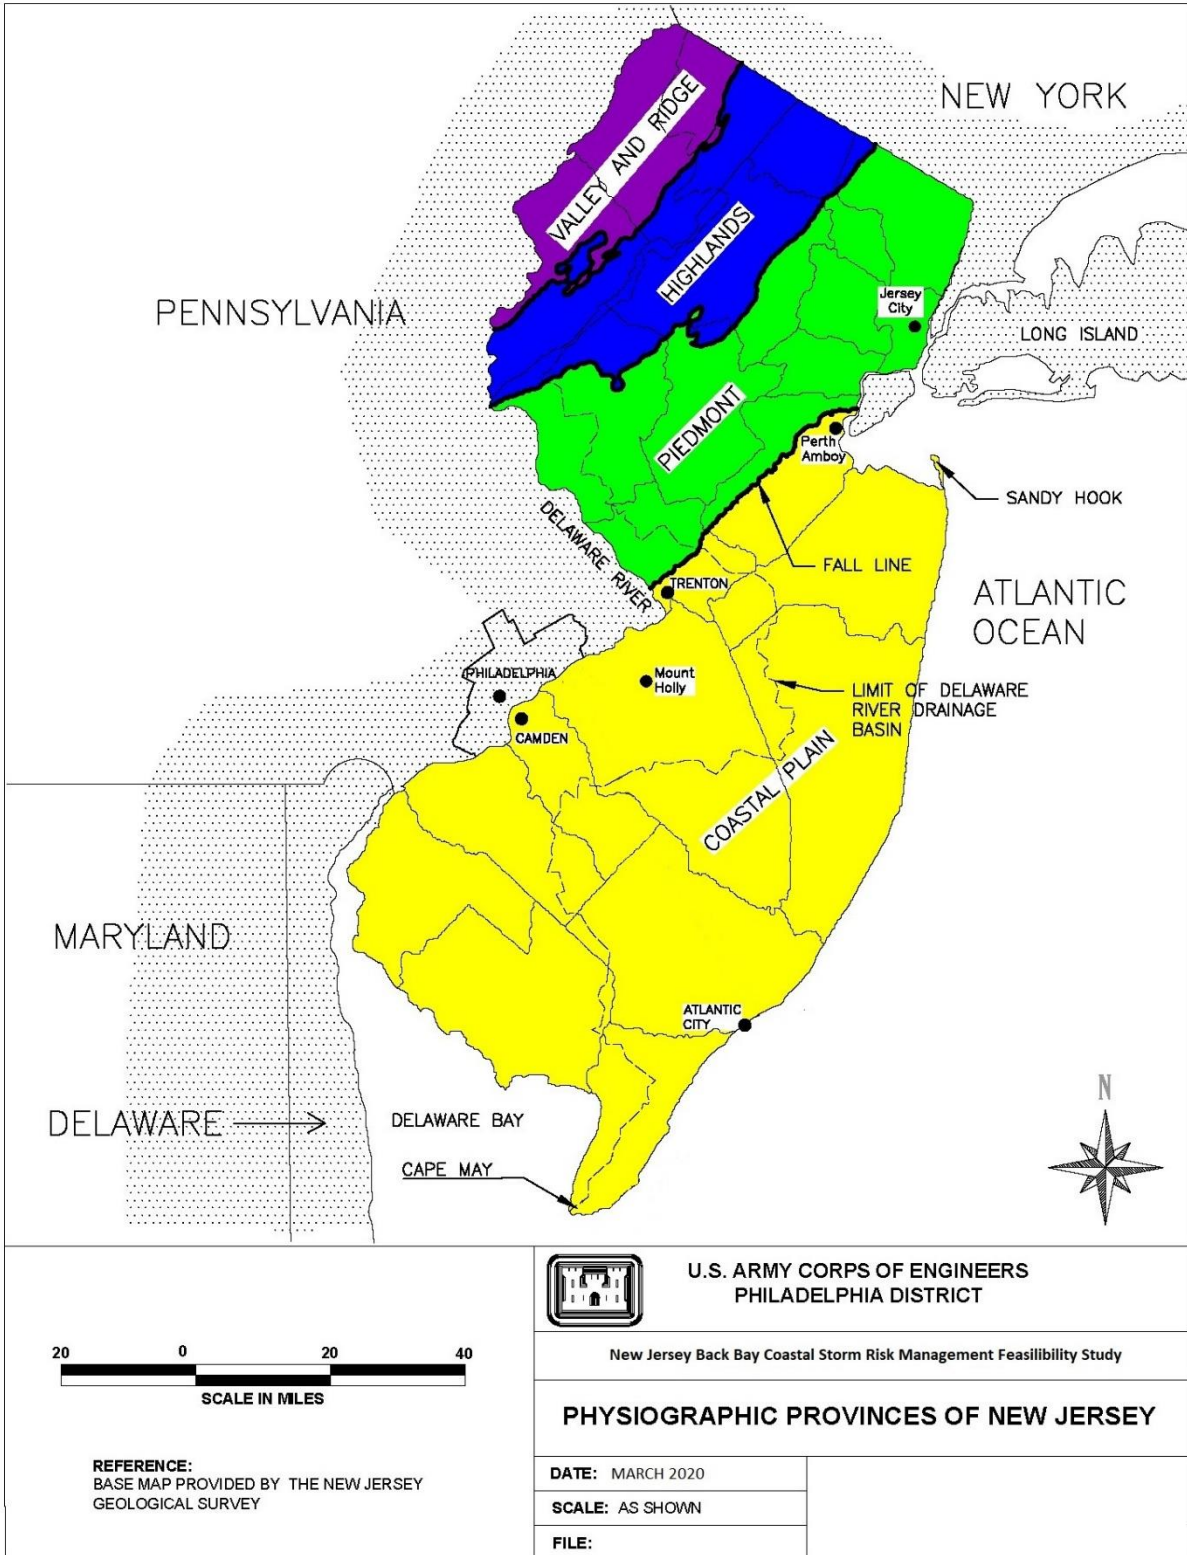 NEW YORK
VALLEY AND RIDGE
HIGHLANDS
PENNSYLVANIA
Jersey
City
LONG ISLAND
PIEDMONT
Perth
Amboy
SANDY HOOK
DELAWARE RIVER
FALL LINE
TRENTON
ATLANTIC
OCEAN
PHILADELPHIA
Mount
Holly
LIMIT OF DELAWARE
RIVER DRAINAGE
BASIN
CAMDEN
COASTAL PLAIN
MARYLAND
ATLANTIC
CITY
DELAWARE
DELAWARE BAY
CAPE MAY
N
20 0 20 40
SCALE IN MILES
REFERENCE:
BASE MAP PROVIDED BY THE NEW JERSEY
GEOLOGICAL SURVEY
U.S. ARMY CORPS OF ENGINEERS
PHILADELPHIA DISTRICT
New Jersey Back Bay Coastal Storm Risk Management Feasilibility Study
PHYSIOGRAPHIC PROVINCES OF NEW JERSEY
DATE: MARCH 2020
SCALE: AS SHOWN
FILE: